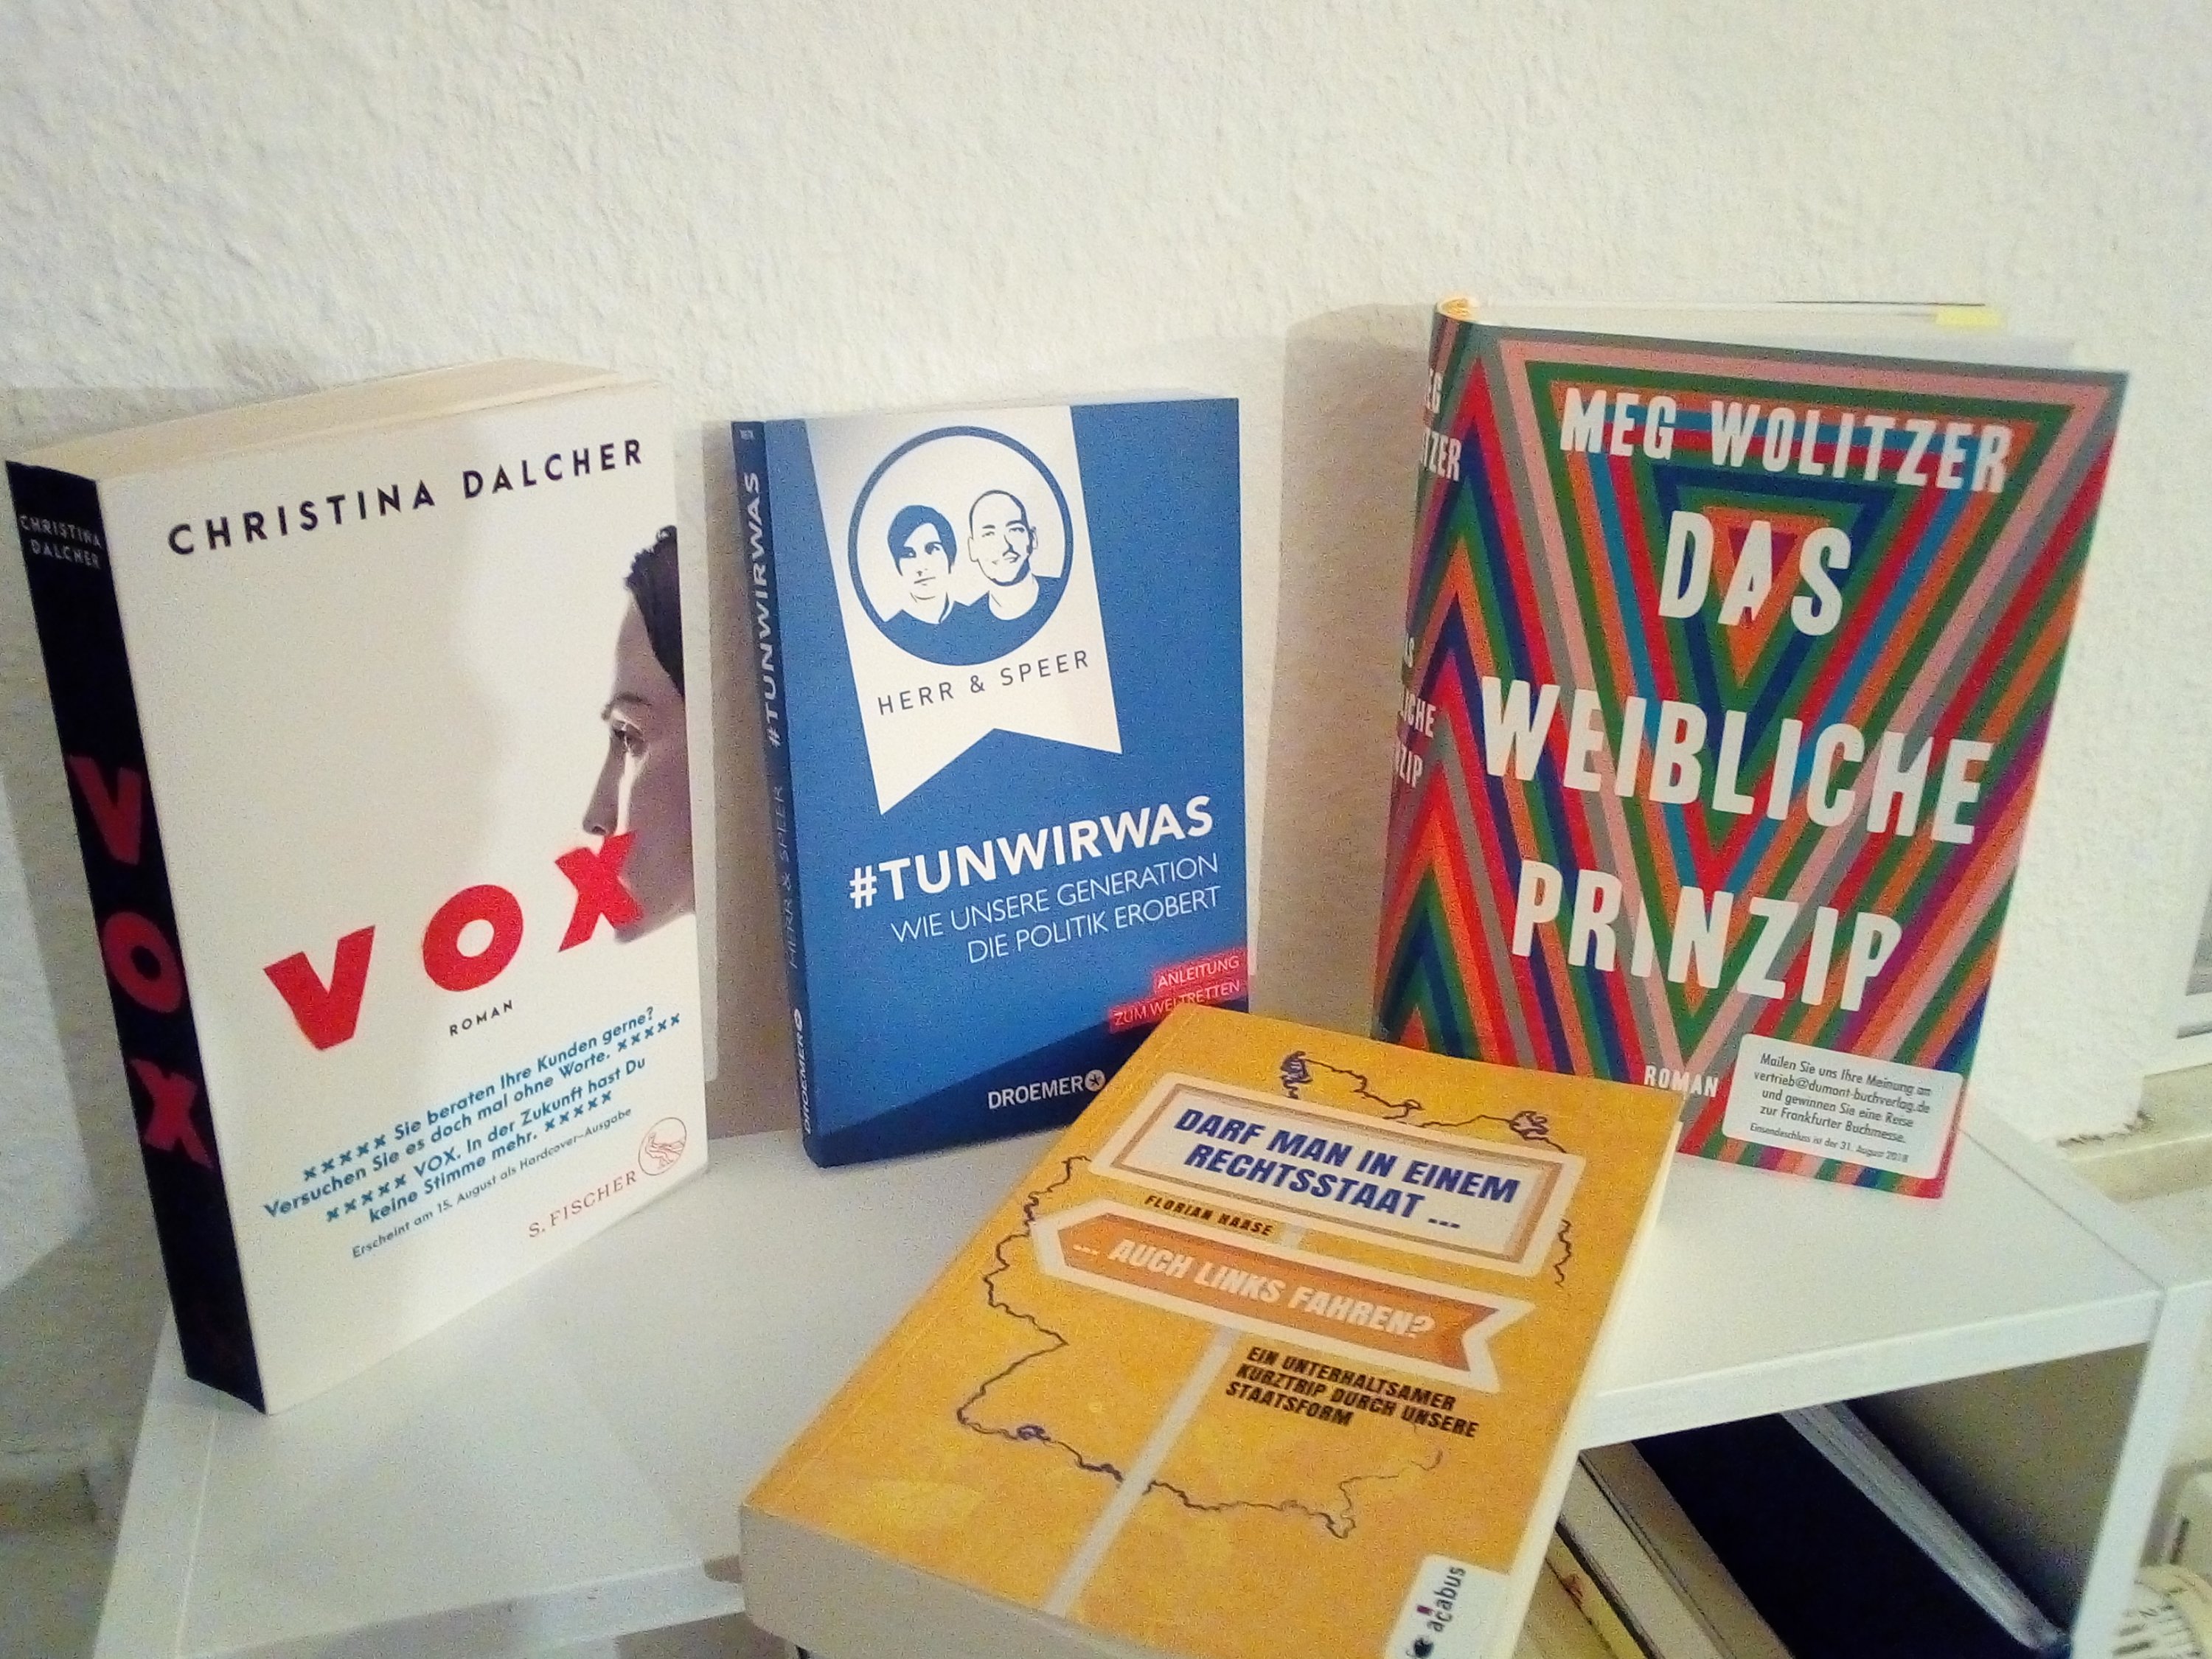 CHRISTINA
DALCHER
VOX
CHRISTINA DALCHER
VOX
ROMAN
××××× Sie beraten Ihre Kunden gerne?
Versuchen Sie es doch mal ohne Worte. ×××××
××××× VOX. In der Zukunft hast Du
keine Stimme mehr. ×××××
Erscheint am 15. August als Hardcover-Ausgabe
S. FISCHER
HERR & SPEER #TUNWIRWAS
DROEMER
HERR & SPEER
#TUNWIRWAS
WIE UNSERE GENERATION
DIE POLITIK EROBERT
ANLEITUNG
ZUM WELTRETTEN
DROEMER
MEG WOLITZER
DAS
WEIBLICHE
PRINZIP
ROMAN
Mailen Sie uns Ihre Meinung an
vertrieb@dumont-buchverlag.de
und gewinnen Sie eine Reise
zur Frankfurter Buchmesse.
Einsendeschluss ist der 31. August 2018
DARF MAN IN EINEM
RECHTSSTAAT ...
FLORIAN HAASE
... AUCH LINKS FAHREN?
EIN UNTERHALTSAMER
KURZTRIP DURCH UNSERE
STAATSFORM
acabus